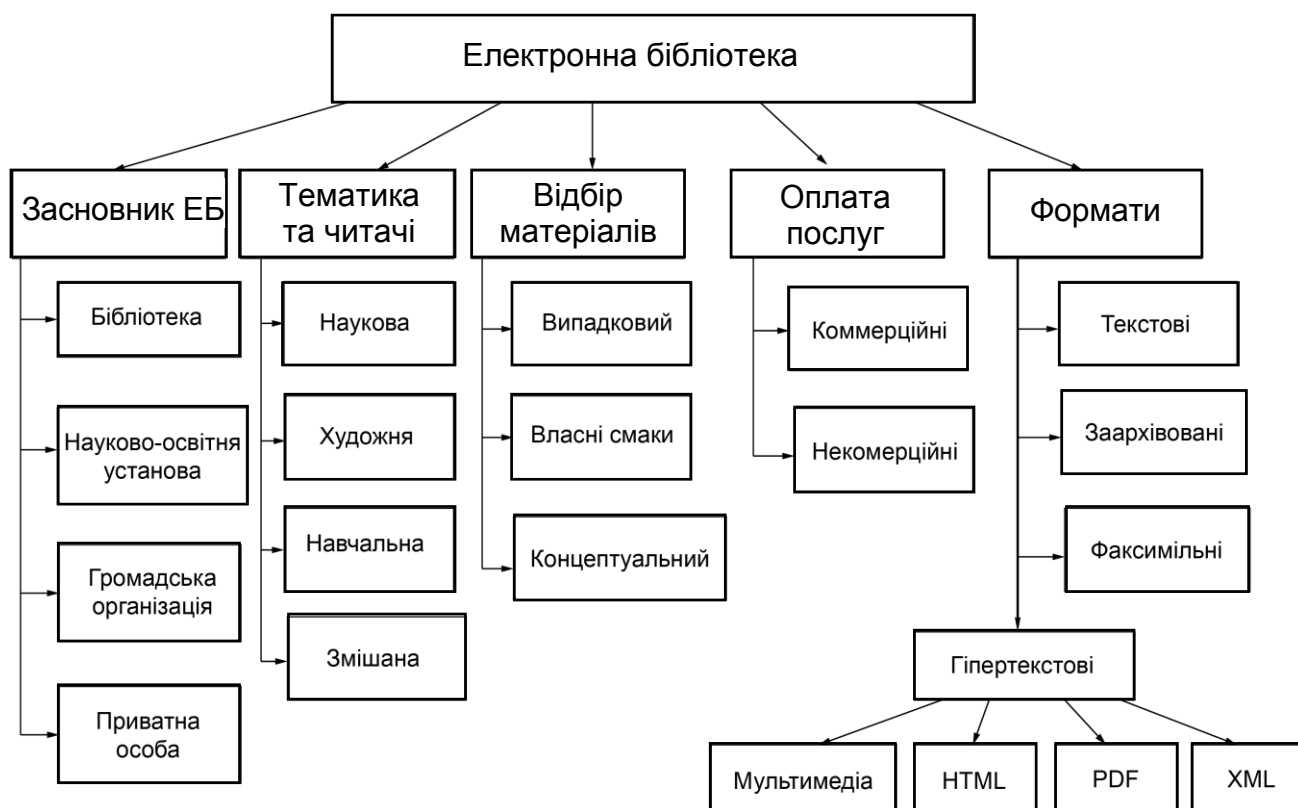 Електронна бібліотека
Засновник ЕБ
Тематика
та читачі
Відбір
матеріалів
Оплата
послуг
Формати
Бібліотека
Науково-освітня
установа
Громадська
організація
Приватна
особа
Наукова
Художня
Навчальна
Змішана
Випадковий
Власні смаки
Концептуальний
Коммерційні
Некомерційні
Текстові
Заархівовані
Факсимільні
Гіпертекстові
Мультимедіа
HTML
PDF
XML